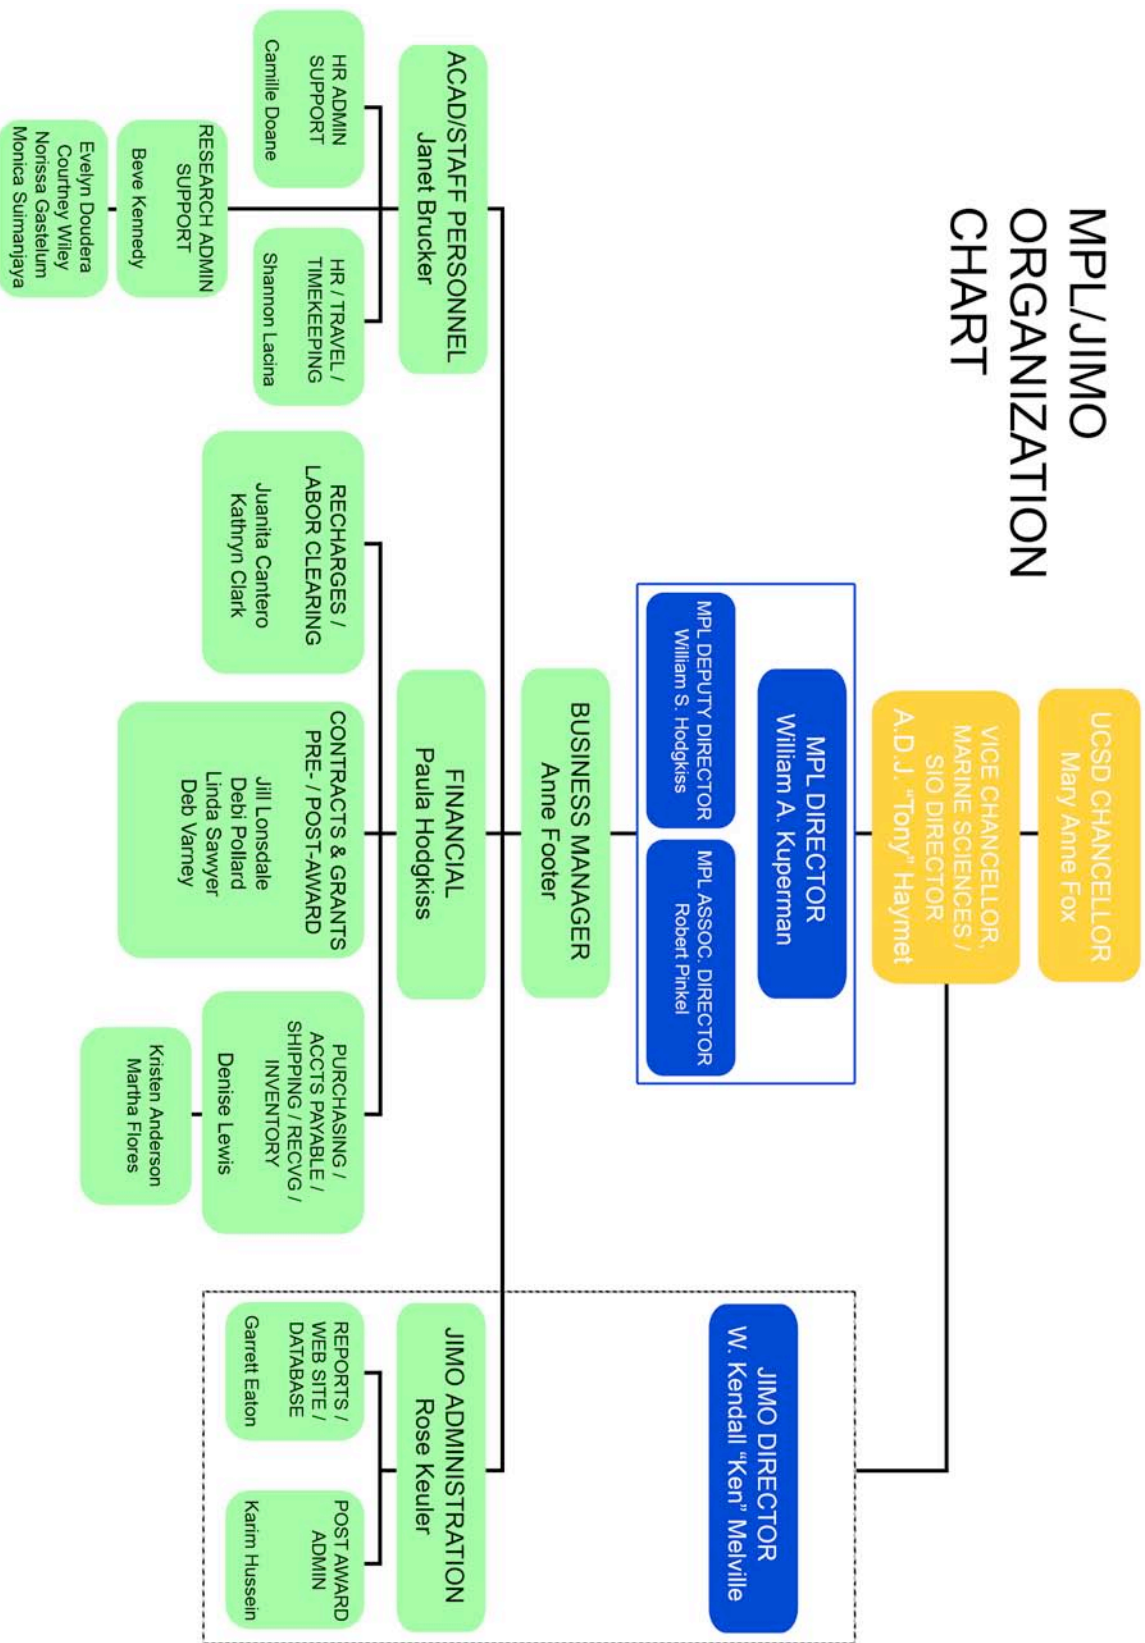 MPL/JIMO
ORGANIZATION
CHART
UCSD CHANCELLOR
Mary Anne Fox
VICE CHANCELLOR,
MARINE SCIENCES /
SIO DIRECTOR
A.D.J. “Tony” Haymet
MPL DIRECTOR
William A. Kuperman
MPL DEPUTY DIRECTOR
William S. Hodgkiss
MPL ASSOC. DIRECTOR
Robert Pinkel
JIMO DIRECTOR
W. Kendall “Ken” Melville
BUSINESS MANAGER
Anne Footer
ACAD/STAFF PERSONNEL
Janet Brucker
FINANCIAL
Paula Hodgkiss
JIMO ADMINISTRATION
Rose Keuler
HR ADMIN
SUPPORT
Camille Doane
HR / TRAVEL /
TIMEKEEPING
Shannon Lacina
RESEARCH ADMIN
SUPPORT
Beve Kennedy
Evelyn Doudera
Courtney Wiley
Norissa Gastelum
Monica Suimanjaya
RECHARGES /
LABOR CLEARING
Juanita Cantero
Kathryn Clark
CONTRACTS & GRANTS
PRE- / POST-AWARD
Jill Lonsdale
Debi Pollard
Linda Sawyer
Deb Varney
PURCHASING /
ACCTS PAYABLE /
SHIPPING / RECVG /
INVENTORY
Denise Lewis
Kristen Anderson
Martha Flores
REPORTS /
WEB SITE /
DATABASE
Garrett Eaton
POST AWARD
ADMIN
Karim Hussein